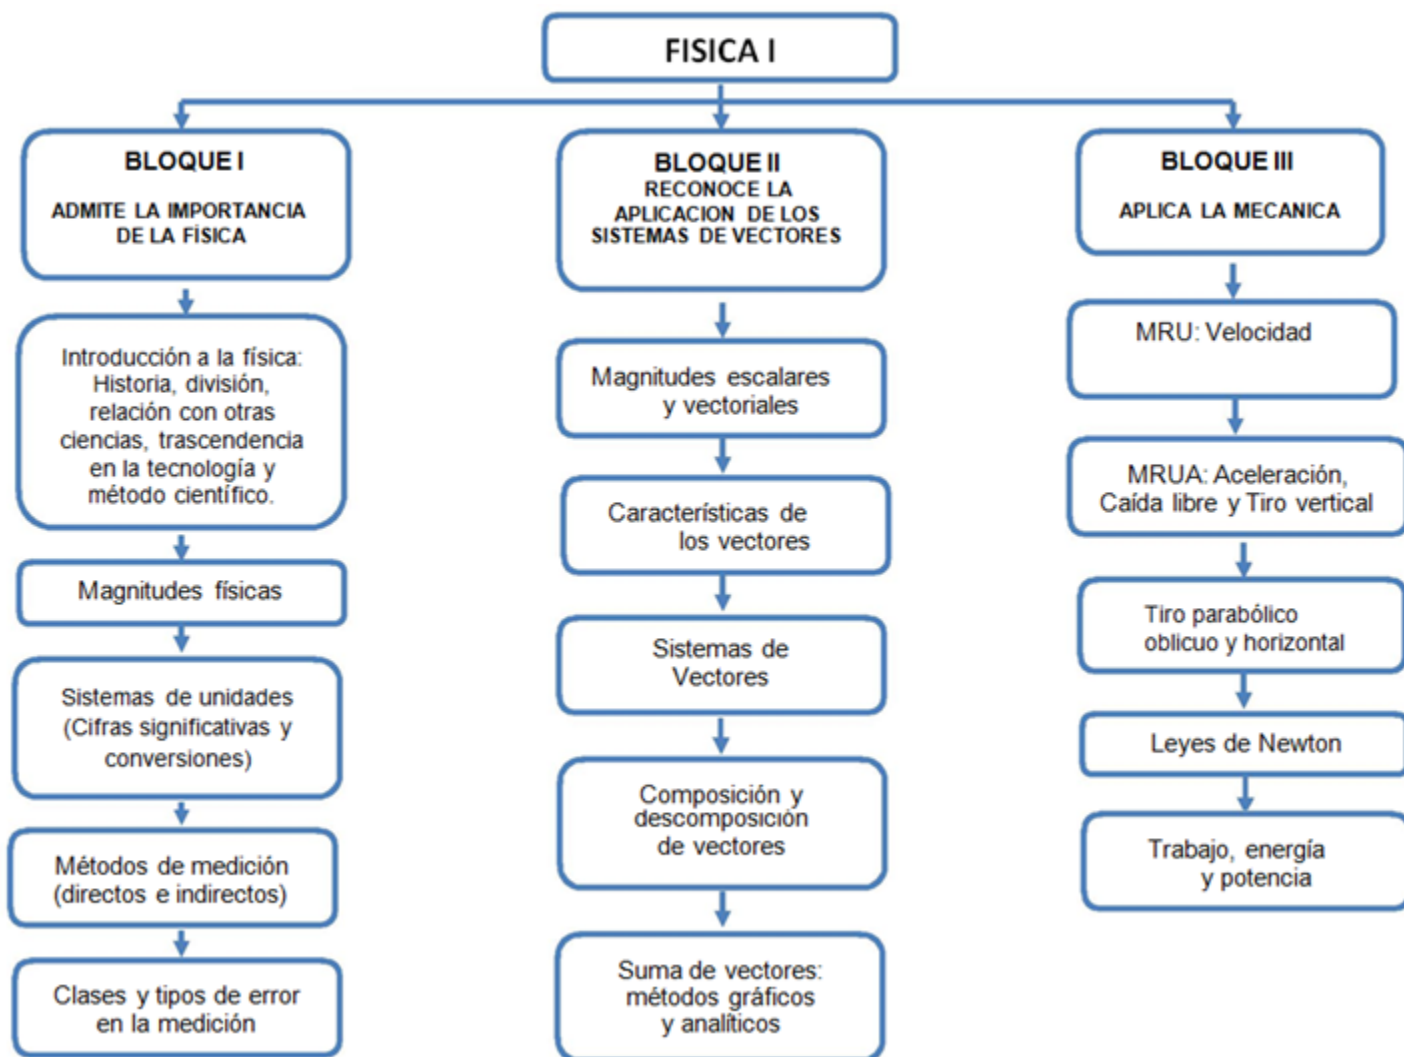 FISICA I
BLOQUE I
ADMITE LA IMPORTANCIA
DE LA FÍSICA
Introducción a la física:
Historia, división,
relación con otras
ciencias, trascendencia
en la tecnología y
método científico.
Magnitudes físicas
Sistemas de unidades
(Cifras significativas y
conversiones)
Métodos de medición
(directos e indirectos)
Clases y tipos de error
en la medición
BLOQUE II
RECONOCE LA
APLICACION DE LOS
SISTEMAS DE VECTORES
Magnitudes escalares
y vectoriales
Características de
los vectores
Sistemas de
Vectores
Composición y
descomposición
de vectores
Suma de vectores:
métodos gráficos
y analíticos
BLOQUE III
APLICA LA MECANICA
MRU: Velocidad
MRUA: Aceleración,
Caída libre y Tiro vertical
Tiro parabólico
oblicuo y horizontal
Leyes de Newton
Trabajo, energía
y potencia